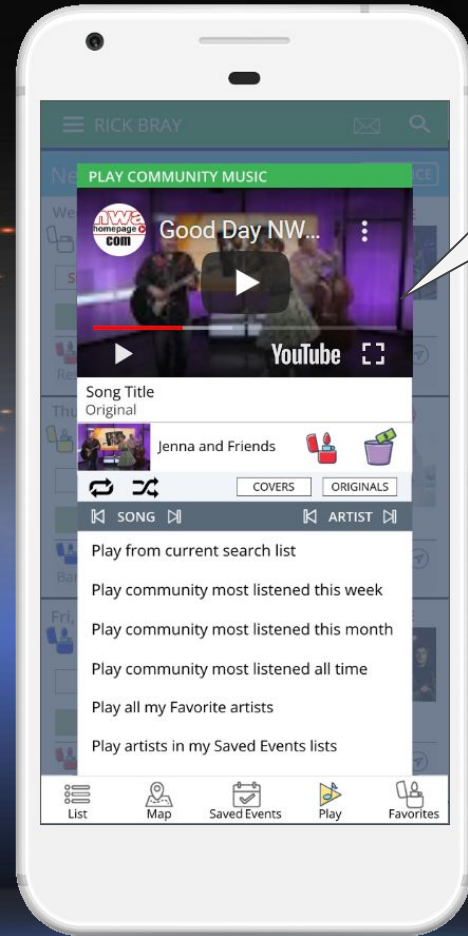 RICK BRAY
PLAY COMMUNITY MUSIC
nwa
homepage
com
Good Day NW...
YouTube
Song Title
Original
Jenna and Friends
COVERS
ORIGINALS
SONG
ARTIST
Play from current search list
Play community most listened this week
Play community most listened this month
Play community most listened all time
Play all my Favorite artists
Play artists in my Saved Events lists
List
Map
Saved Events
Play
Favorites